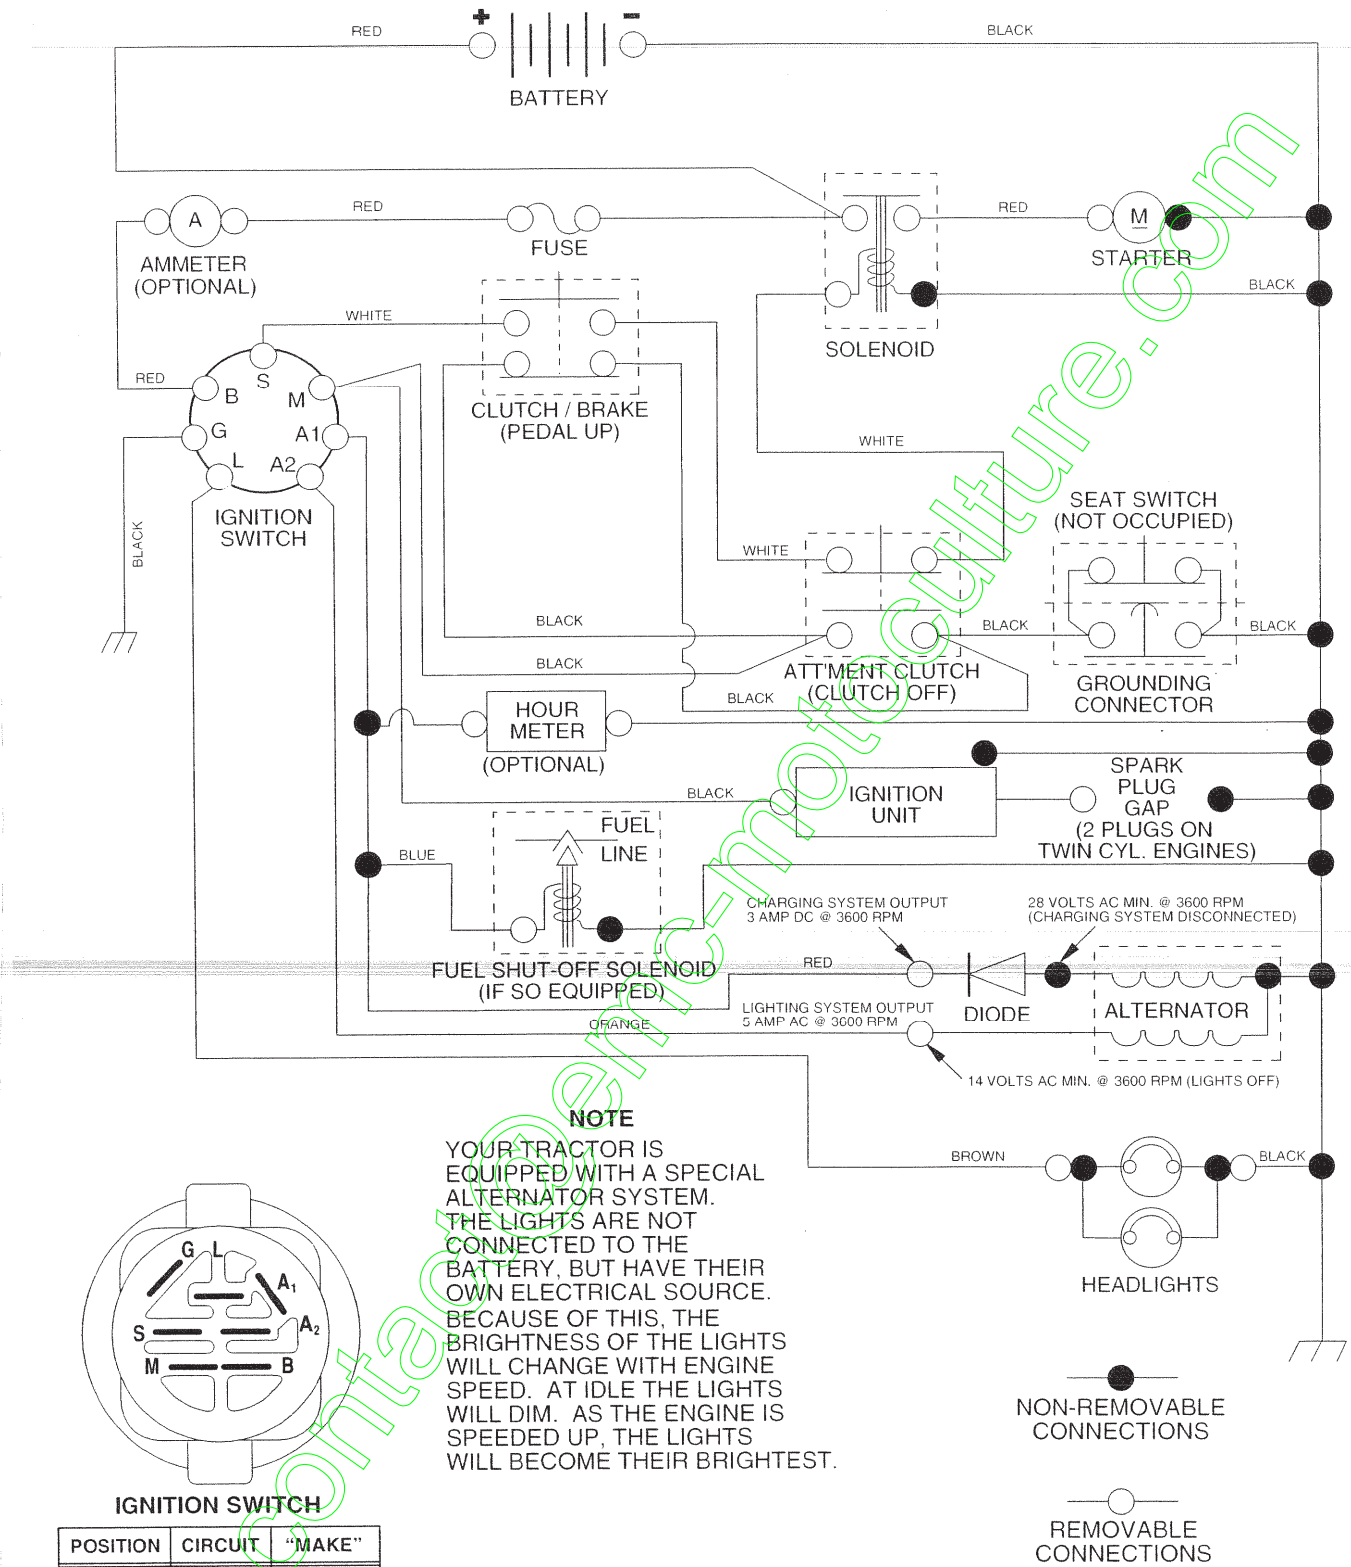 + −
RED
BLACK
BATTERY
RED
RED
A
M
FUSE
STARTER
AMMETER
(OPTIONAL)
BLACK
WHITE
SOLENOID
RED
S
B
M
G
A1
L
A2
CLUTCH / BRAKE
(PEDAL UP)
WHITE
IGNITION
SWITCH
BLACK
SEAT SWITCH
(NOT OCCUPIED)
WHITE
BLACK
BLACK
BLACK
BLACK
ATT'MENT CLUTCH
(CLUTCH OFF)
BLACK
GROUNDING
CONNECTOR
HOUR
METER
(OPTIONAL)
BLACK
IGNITION
UNIT
SPARK
PLUG
GAP
(2 PLUGS ON
TWIN CYL. ENGINES)
FUEL
LINE
BLUE
CHARGING SYSTEM OUTPUT
3 AMP DC @ 3600 RPM
28 VOLTS AC MIN. @ 3600 RPM
(CHARGING SYSTEM DISCONNECTED)
FUEL SHUT-OFF SOLENOID
(IF SO EQUIPPED)
RED
DIODE
ALTERNATOR
LIGHTING SYSTEM OUTPUT
5 AMP AC @ 3600 RPM
ORANGE
14 VOLTS AC MIN. @ 3600 RPM (LIGHTS OFF)
NOTE
YOUR TRACTOR IS
EQUIPPED WITH A SPECIAL
ALTERNATOR SYSTEM.
THE LIGHTS ARE NOT
CONNECTED TO THE
BATTERY, BUT HAVE THEIR
OWN ELECTRICAL SOURCE.
BECAUSE OF THIS, THE
BRIGHTNESS OF THE LIGHTS
WILL CHANGE WITH ENGINE
SPEED. AT IDLE THE LIGHTS
WILL DIM. AS THE ENGINE IS
SPEEDED UP, THE LIGHTS
WILL BECOME THEIR BRIGHTEST.
BROWN
BLACK
HEADLIGHTS
G L
A1
A2
S
M
B
IGNITION SWITCH
POSITION CIRCUIT "MAKE"
NON-REMOVABLE
CONNECTIONS
REMOVABLE
CONNECTIONS
contact@emc-motoculture.com